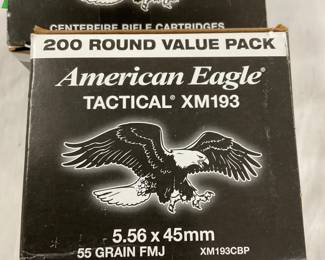 CENTERFIRE RIFLE CARTRIDGES
200 ROUND VALUE PACK
American Eagle®
TACTICAL® XM193
5.56 x 45mm
55 GRAIN FMJ XM193CBP